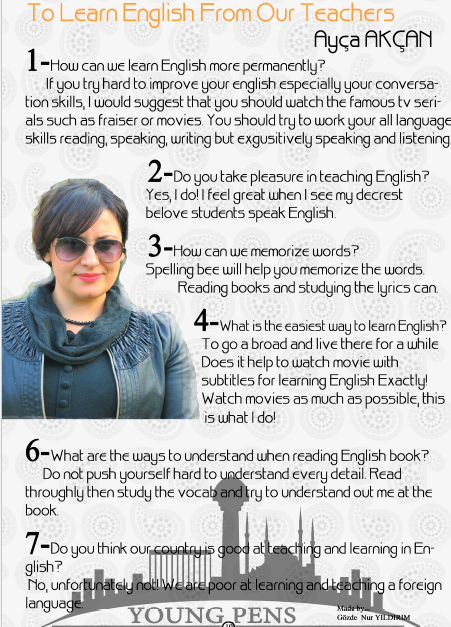 To Learn English From Our Teachers
Ayça AKÇAN
1-How can we learn English more permanently?
If you try hard to improve your english especially your conversa-
tion skills, I would suggest that you should watch the famous tv seri-
als such as fraiser or movies. You should try to work your all language
skills reading, speaking, writing but exgusitively speaking and listening.
2-Do you take pleasure in teaching English?
Yes, I do! I feel great when I see my decrest
belove students speak English.
3-How can we memorize words?
Spelling bee will help you memorize the words.
Reading books and studying the lyrics can.
4-What is the easiest way to learn English?
To go a broad and live there for a while
Does it help to watch movie with
subtitles for learning English Exactly!
Watch movies as much as possible, this
is what I do!
6-What are the ways to understand when reading English book?
Do not push yourself hard to understand every detail. Read
throughly then study the vocab and try to understand out me at the
book.
7-Do you think our country is good at teaching and learning in En-
glish?
No, unfortunately not! We are poor at learning and teaching a foreign
language.
Made by...
Gözde Nur YILDIRIM
YOUNG PENS